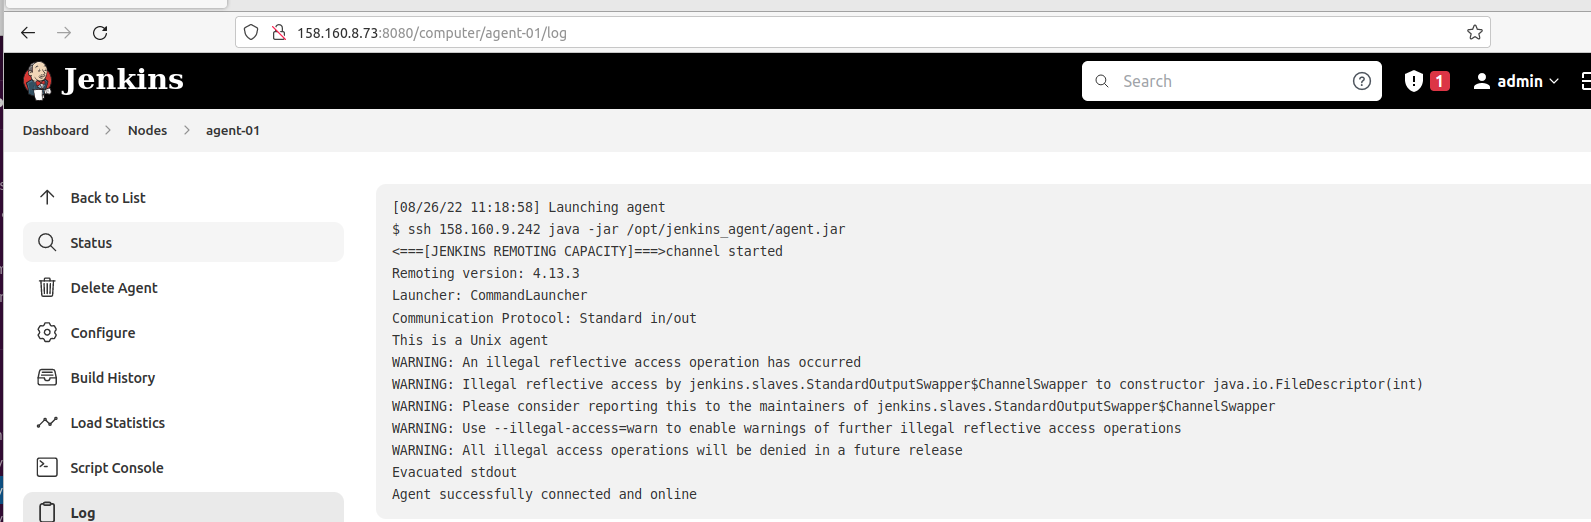 158.160.8.73:8080/computer/agent-01/log
Jenkins
Search
1
admin
Dashboard
Nodes
agent-01
Back to List
Status
Delete Agent
Configure
Build History
Load Statistics
Script Console
Log
[08/26/22 11:18:58] Launching agent
$ ssh 158.160.9.242 java -jar /opt/jenkins_agent/agent.jar
<===[JENKINS REMOTING CAPACITY]===>channel started
Remoting version: 4.13.3
Launcher: CommandLauncher
Communication Protocol: Standard in/out
This is a Unix agent
WARNING: An illegal reflective access operation has occurred
WARNING: Illegal reflective access by jenkins.slaves.StandardOutputSwapper$ChannelSwapper to constructor java.io.FileDescriptor(int)
WARNING: Please consider reporting this to the maintainers of jenkins.slaves.StandardOutputSwapper$ChannelSwapper
WARNING: Use --illegal-access=warn to enable warnings of further illegal reflective access operations
WARNING: All illegal access operations will be denied in a future release
Evacuated stdout
Agent successfully connected and online